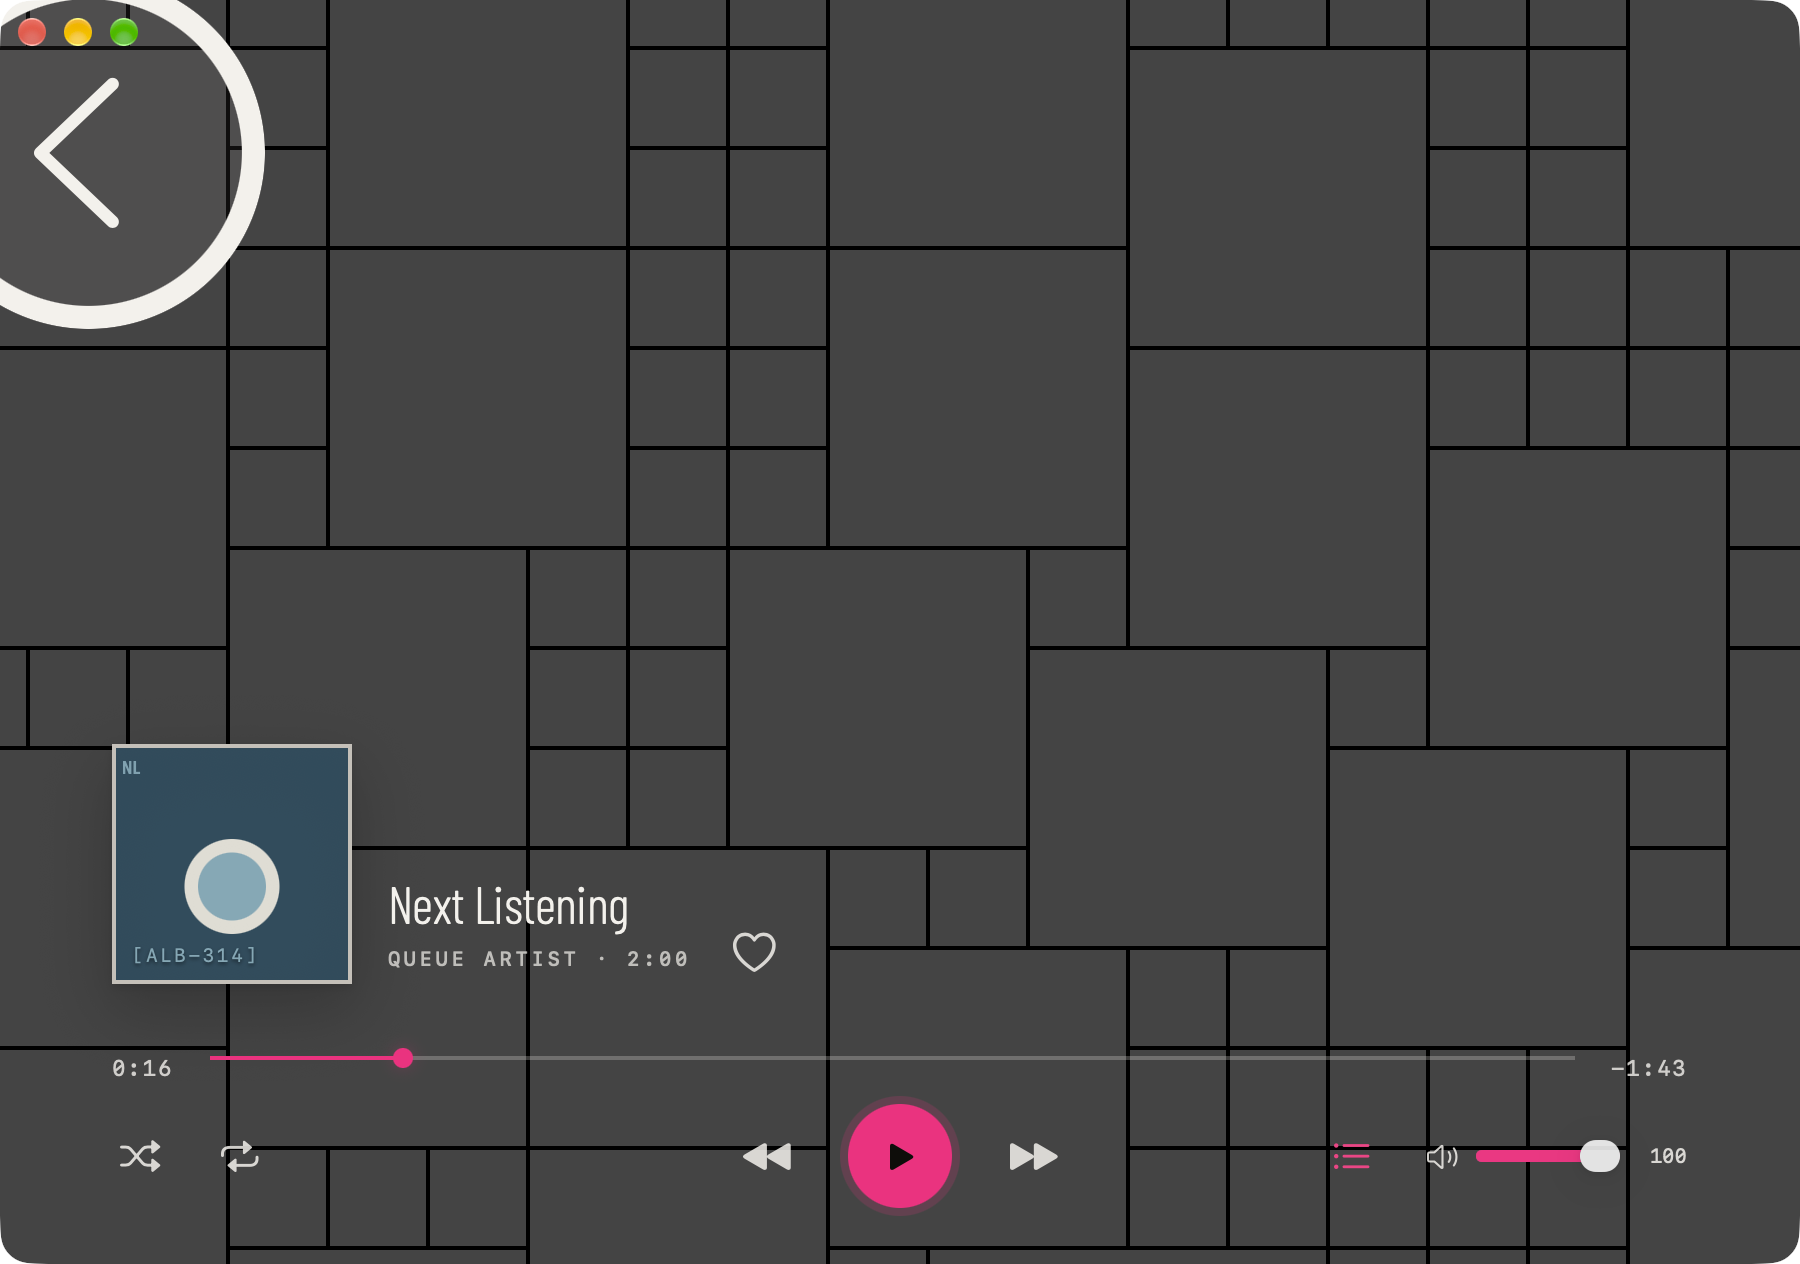 NL
[ALB–314]
Next Listening
QUEUE ARTIST · 2:00
0:16
–1:43
100